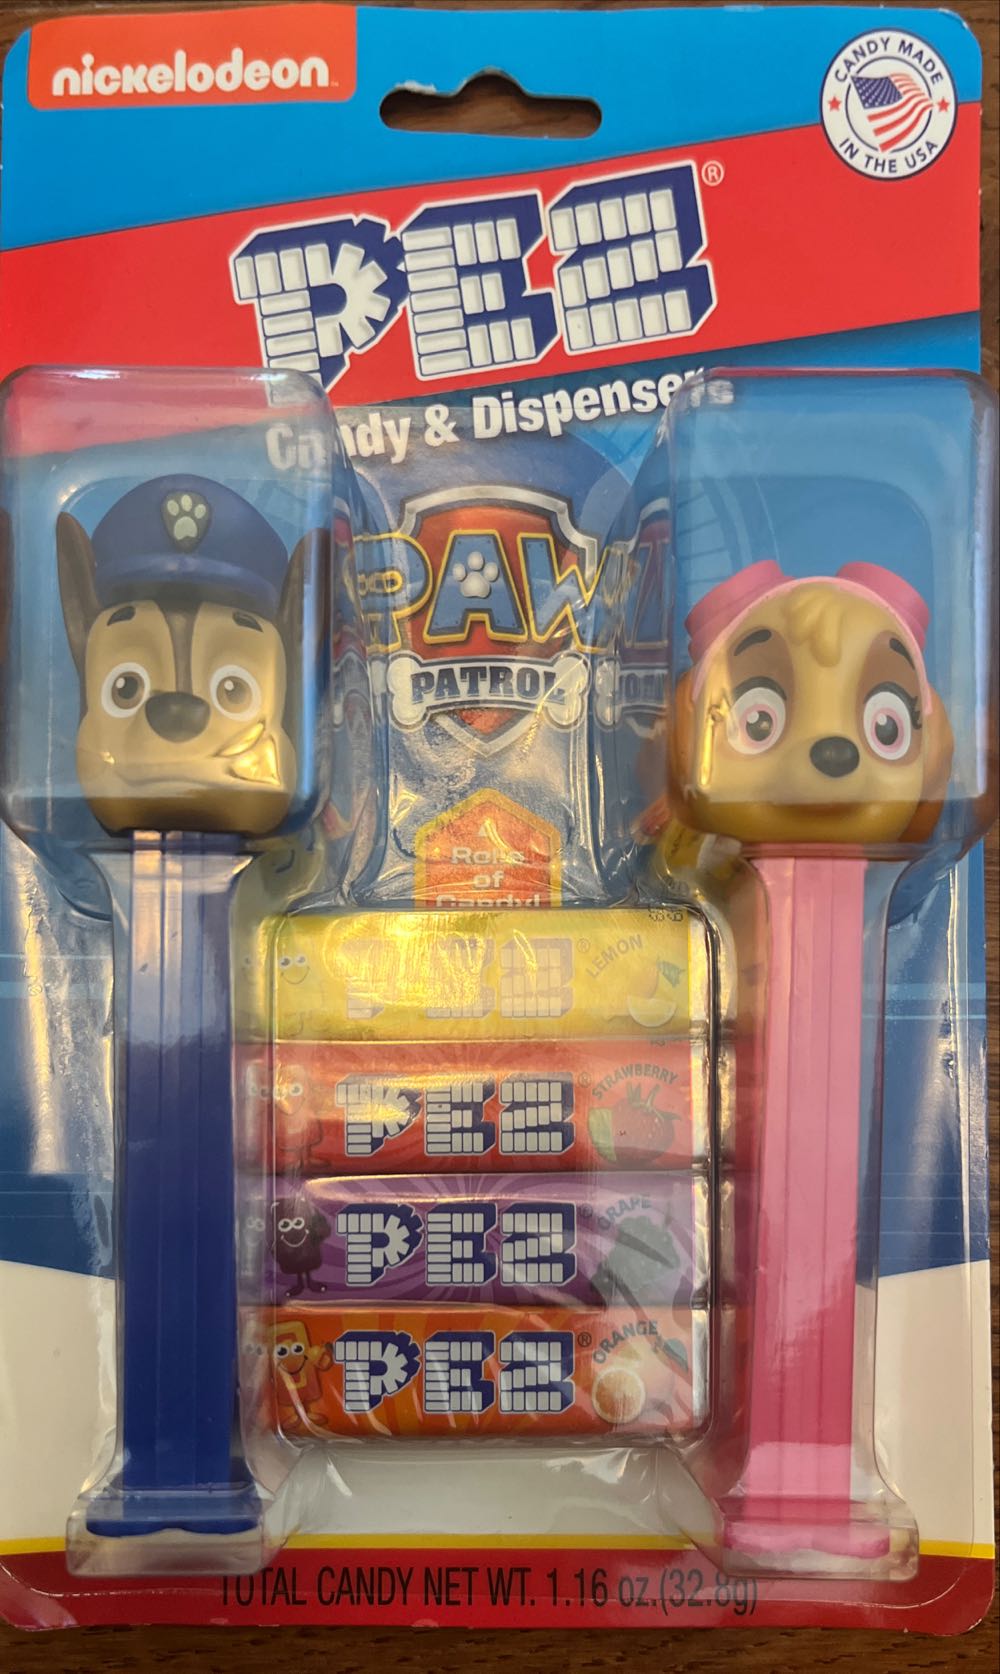 nickelodeon
CANDY MADE
IN THE USA
PEZ®
Candy & Dispensers
PAW
PATROL
4
Rolls
of
Candy!
PEZ® LEMON
PEZ® STRAWBERRY
PEZ® GRAPE
PEZ® ORANGE
TOTAL CANDY NET WT. 1.16 oz.(32.8g)